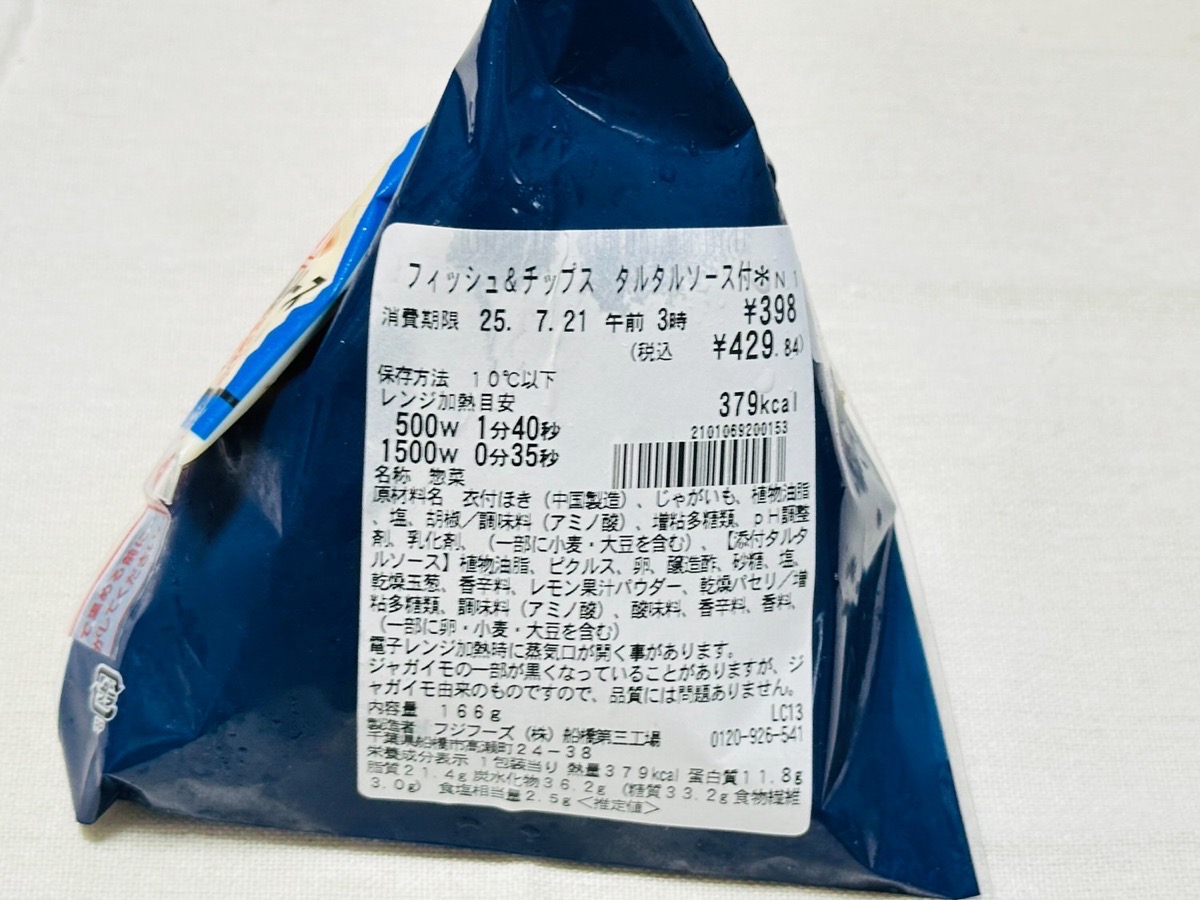 フィッシュ&チップス タルタルソース付＊N1
消費期限 25. 7.21 午前 3時 ¥398
(税込 ¥429.84)
保存方法 10℃以下
レンジ加熱目安 379kcal
500W 1分40秒 2101069200153
1500W 0分35秒
名称 惣菜
原材料名 衣付ほき（中国製造）、じゃがいも、植物油脂
、塩、胡椒／調味料（アミノ酸）、増粘多糖類、pH調整
剤、乳化剤、（一部に小麦・大豆を含む）、【添付タルタ
ルソース】植物油脂、ピクルス、卵、醸造酢、砂糖、塩、
乾燥玉葱、香辛料、レモン果汁パウダー、乾燥パセリ／増
粘多糖類、調味料（アミノ酸）、酸味料、香辛料、香料、
（一部に卵・小麦・大豆を含む）
電子レンジ加熱時に蒸気口が開く事があります。
ジャガイモの一部が黒くなっていることがありますが、ジ
ャガイモ由来のものですので、品質には問題ありません。
内容量 166g LC13
製造者 フジフーズ（株）船橋第三工場 0120-926-541
千葉県船橋市高瀬町24-38
栄養成分表示 1包装当り 熱量379kcal 蛋白質11.8g
脂質21.4g 炭水化物36.2g （糖質33.2g 食物繊維
3.0g） 食塩相当量2.5g <推定値>